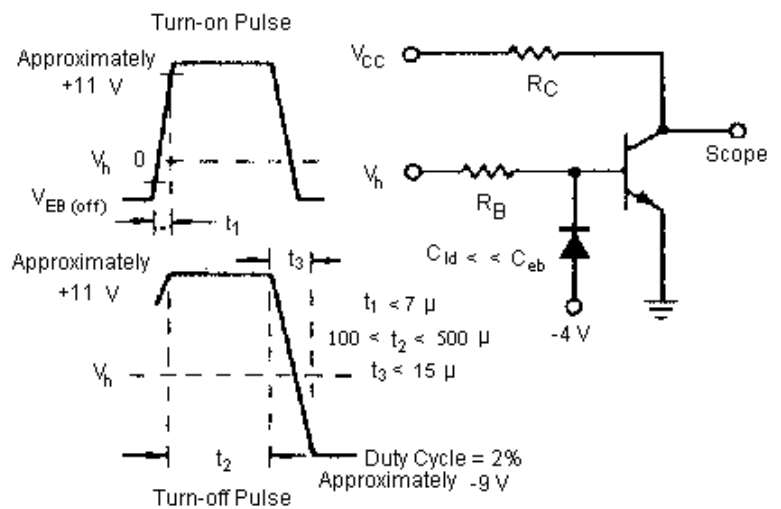 Turn-on Pulse
Approximately
+11 V
V_h 0
V_EB (off)
t_1
Approximately
+11 V
t_3
t_1 < 7 μ
100 < t_2 < 500 μ
t_3 < 15 μ
V_h
t_2
Duty Cycle = 2%
Approximately -9 V
Turn-off Pulse
V_CC
R_C
Scope
V_h
R_B
C_Id < < C_eb
-4 V